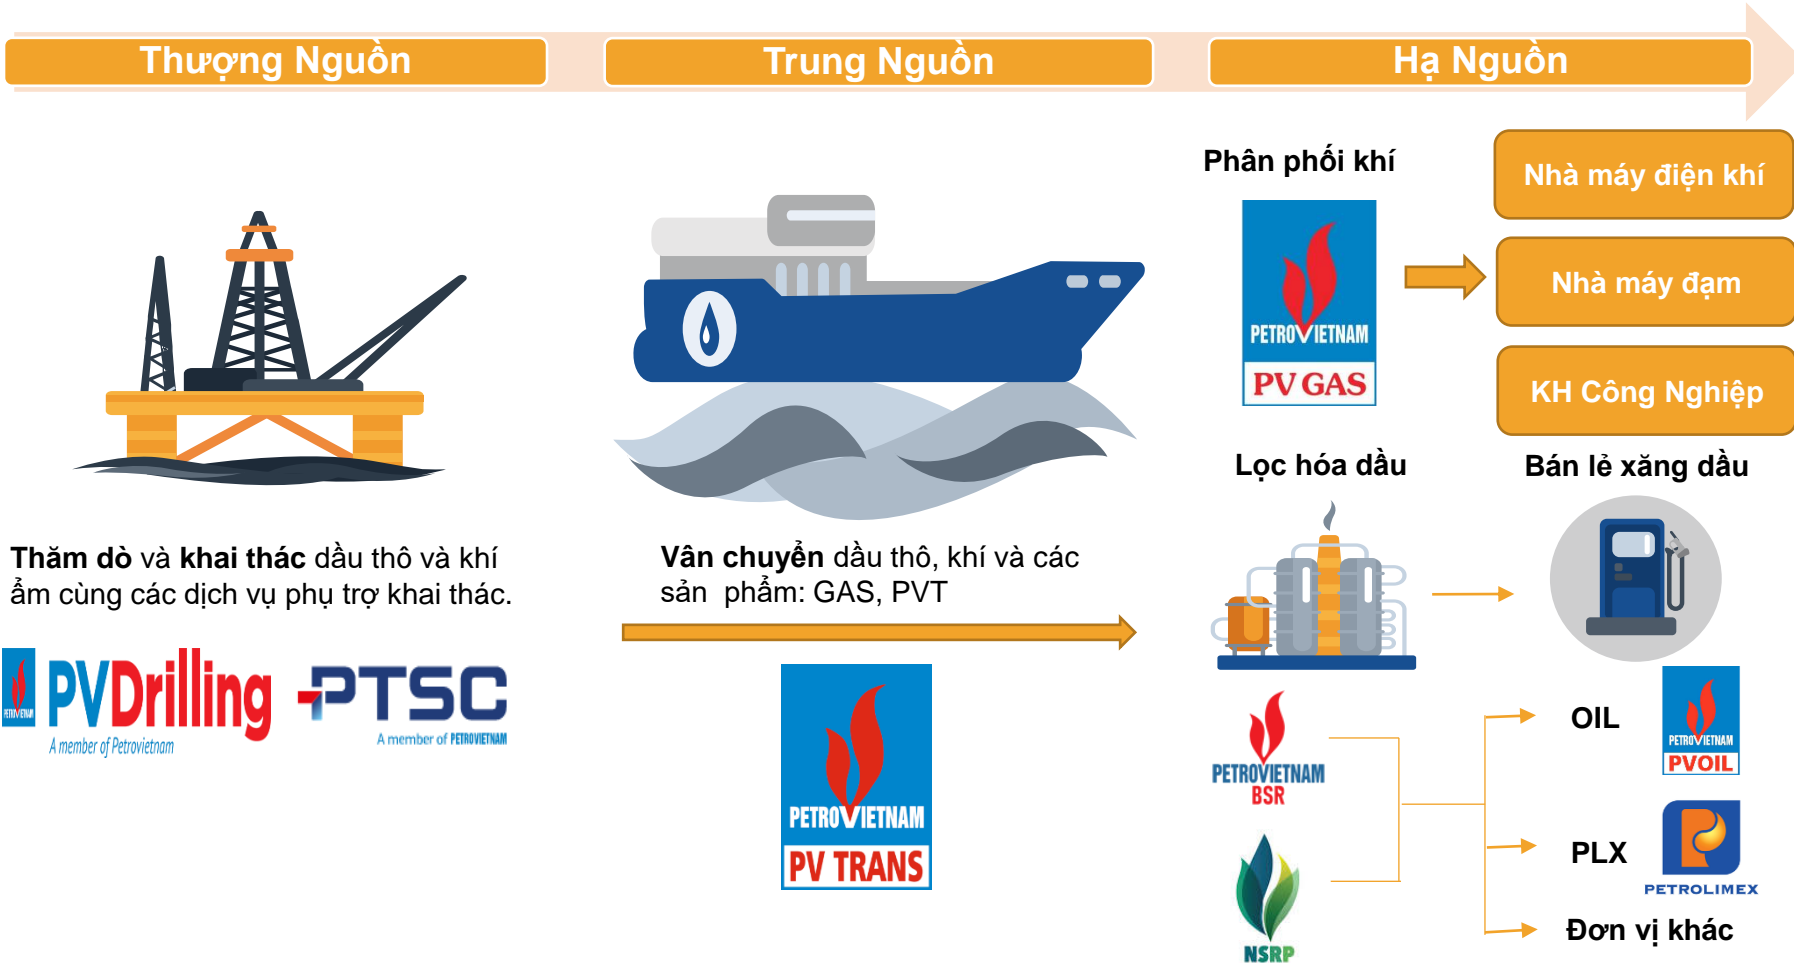 Thượng Nguồn
Trung Nguồn
Hạ Nguồn
Thăm dò và khai thác dầu thô và khí
ẩm cùng các dịch vụ phụ trợ khai thác.
PETROVIETNAM
PVDrilling
A member of Petrovietnam
PTSC
A member of PETROVIETNAM
Vân chuyển dầu thô, khí và các
sản phẩm: GAS, PVT
PETROVIETNAM
PV TRANS
Phân phối khí
PETROVIETNAM
PV GAS
Nhà máy điện khí
Nhà máy đạm
KH Công Nghiệp
Lọc hóa dầu
Bán lẻ xăng dầu
PETROVIETNAM
BSR
NSRP
OIL
PETROVIETNAM
PVOIL
PLX
PETROLIMEX
Đơn vị khác